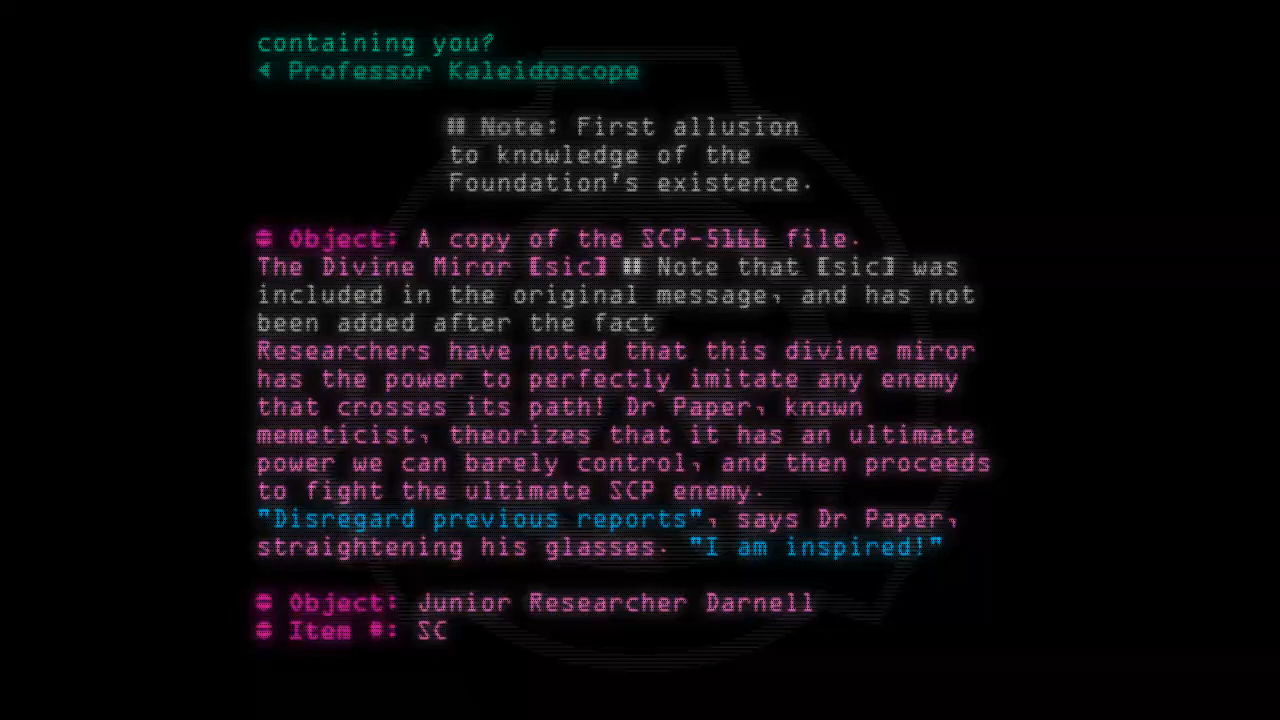 containing you?
< Professor Kaleidoscope
## Note: First allusion
to knowledge of the
Foundation's existence.
Object: A copy of the SCP-5166 file.
The Divine Miror [sic] ## Note that [sic] was
included in the original message, and has not
been added after the fact
Researchers have noted that this divine miror
has the power to perfectly imitate any enemy
that crosses its path! Dr Paper, known
memeticist, theorizes that it has an ultimate
power we can barely control, and then proceeds
to fight the ultimate SCP enemy.
"Disregard previous reports", says Dr Paper,
straightening his glasses. "I am inspired!"
Object: Junior Researcher Darnell
Item #: SC